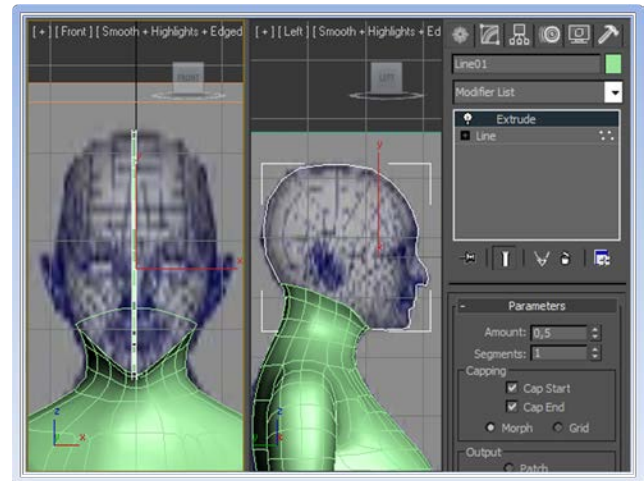 [ + ] [ Front ] [ Smooth + Highlights + Edged
[ + ] [ Left ] [ Smooth + Highlights + Ed
FRONT
LEFT
y
x
y
x
z
x
z
Line01
Modifier List
Extrude
Line
Parameters
Amount: 0,5
Segments: 1
Capping
Cap Start
Cap End
Morph Grid
Output
Patch